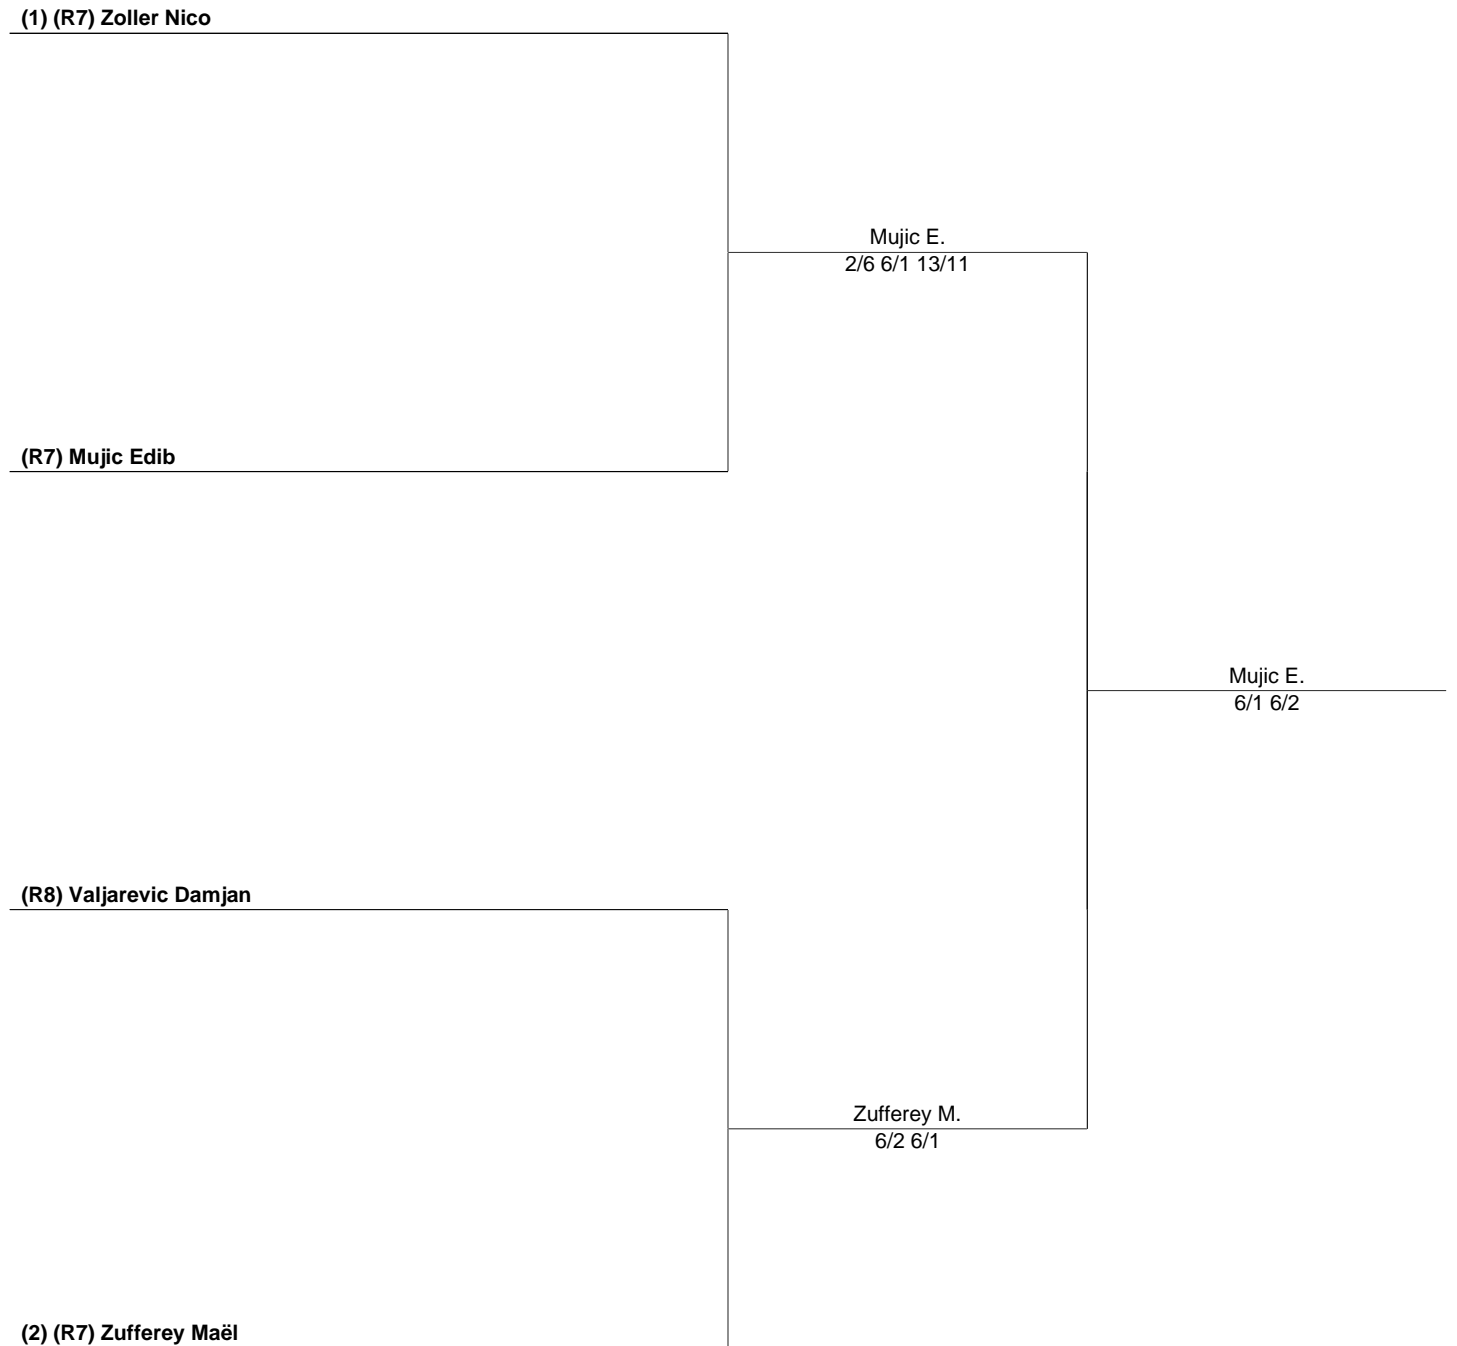 (1) (R7) Zoller Nico
Mujic E.
2/6 6/1 13/11
(R7) Mujic Edib
Mujic E.
6/1 6/2
(R8) Valjarevic Damjan
Zufferey M.
6/2 6/1
(2) (R7) Zufferey Maël